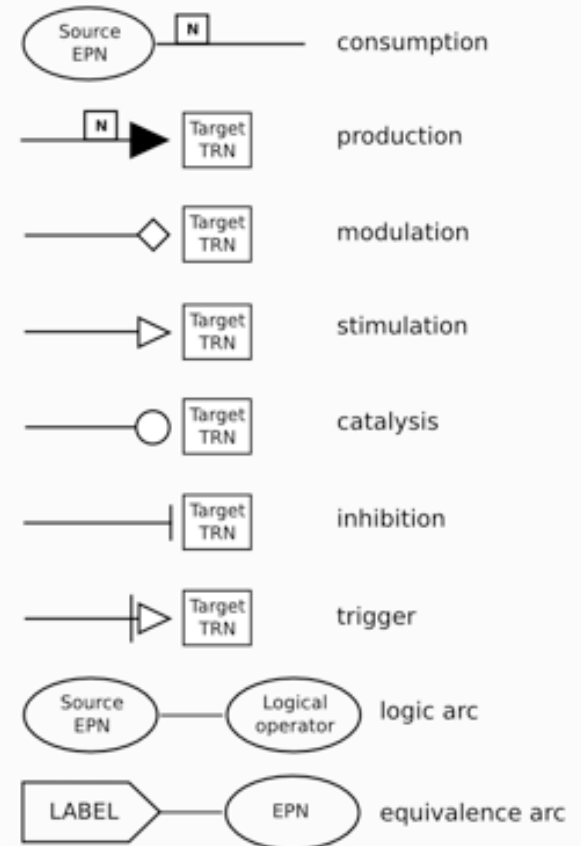 Source
EPN
N
consumption
N
Target
TRN
production
Target
TRN
modulation
Target
TRN
stimulation
Target
TRN
catalysis
Target
TRN
inhibition
Target
TRN
trigger
Source
EPN
Logical
operator
logic arc
LABEL
EPN
equivalence arc